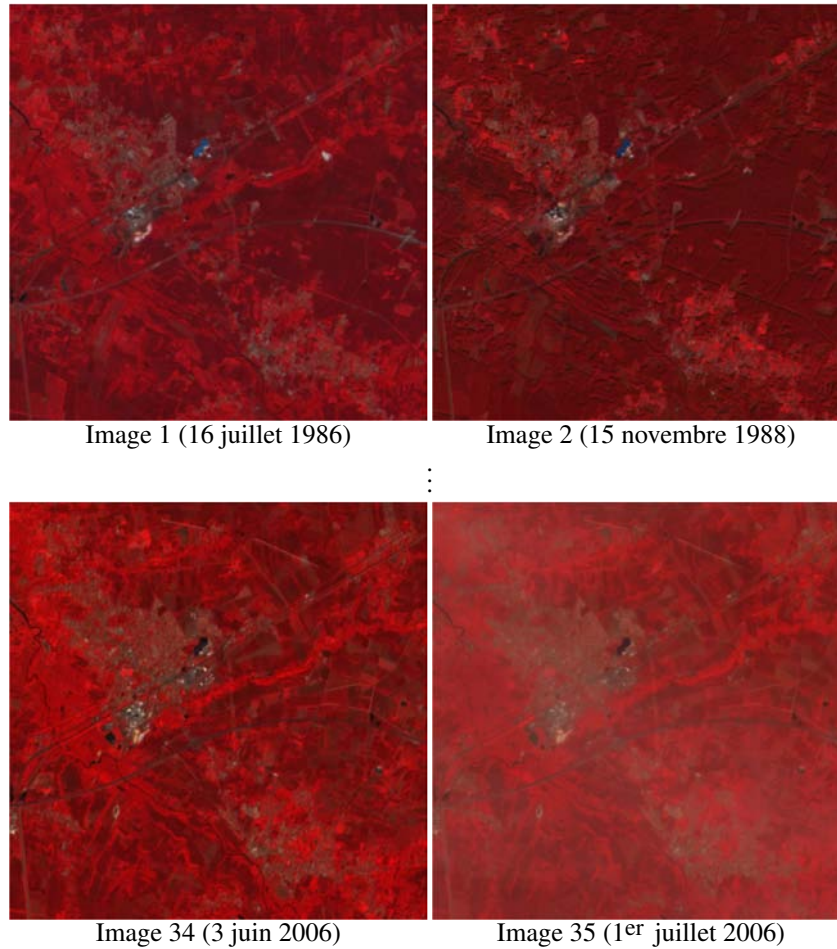 Image 1 (16 juillet 1986)
Image 2 (15 novembre 1988)
⋮
Image 34 (3 juin 2006)
Image 35 (1er juillet 2006)